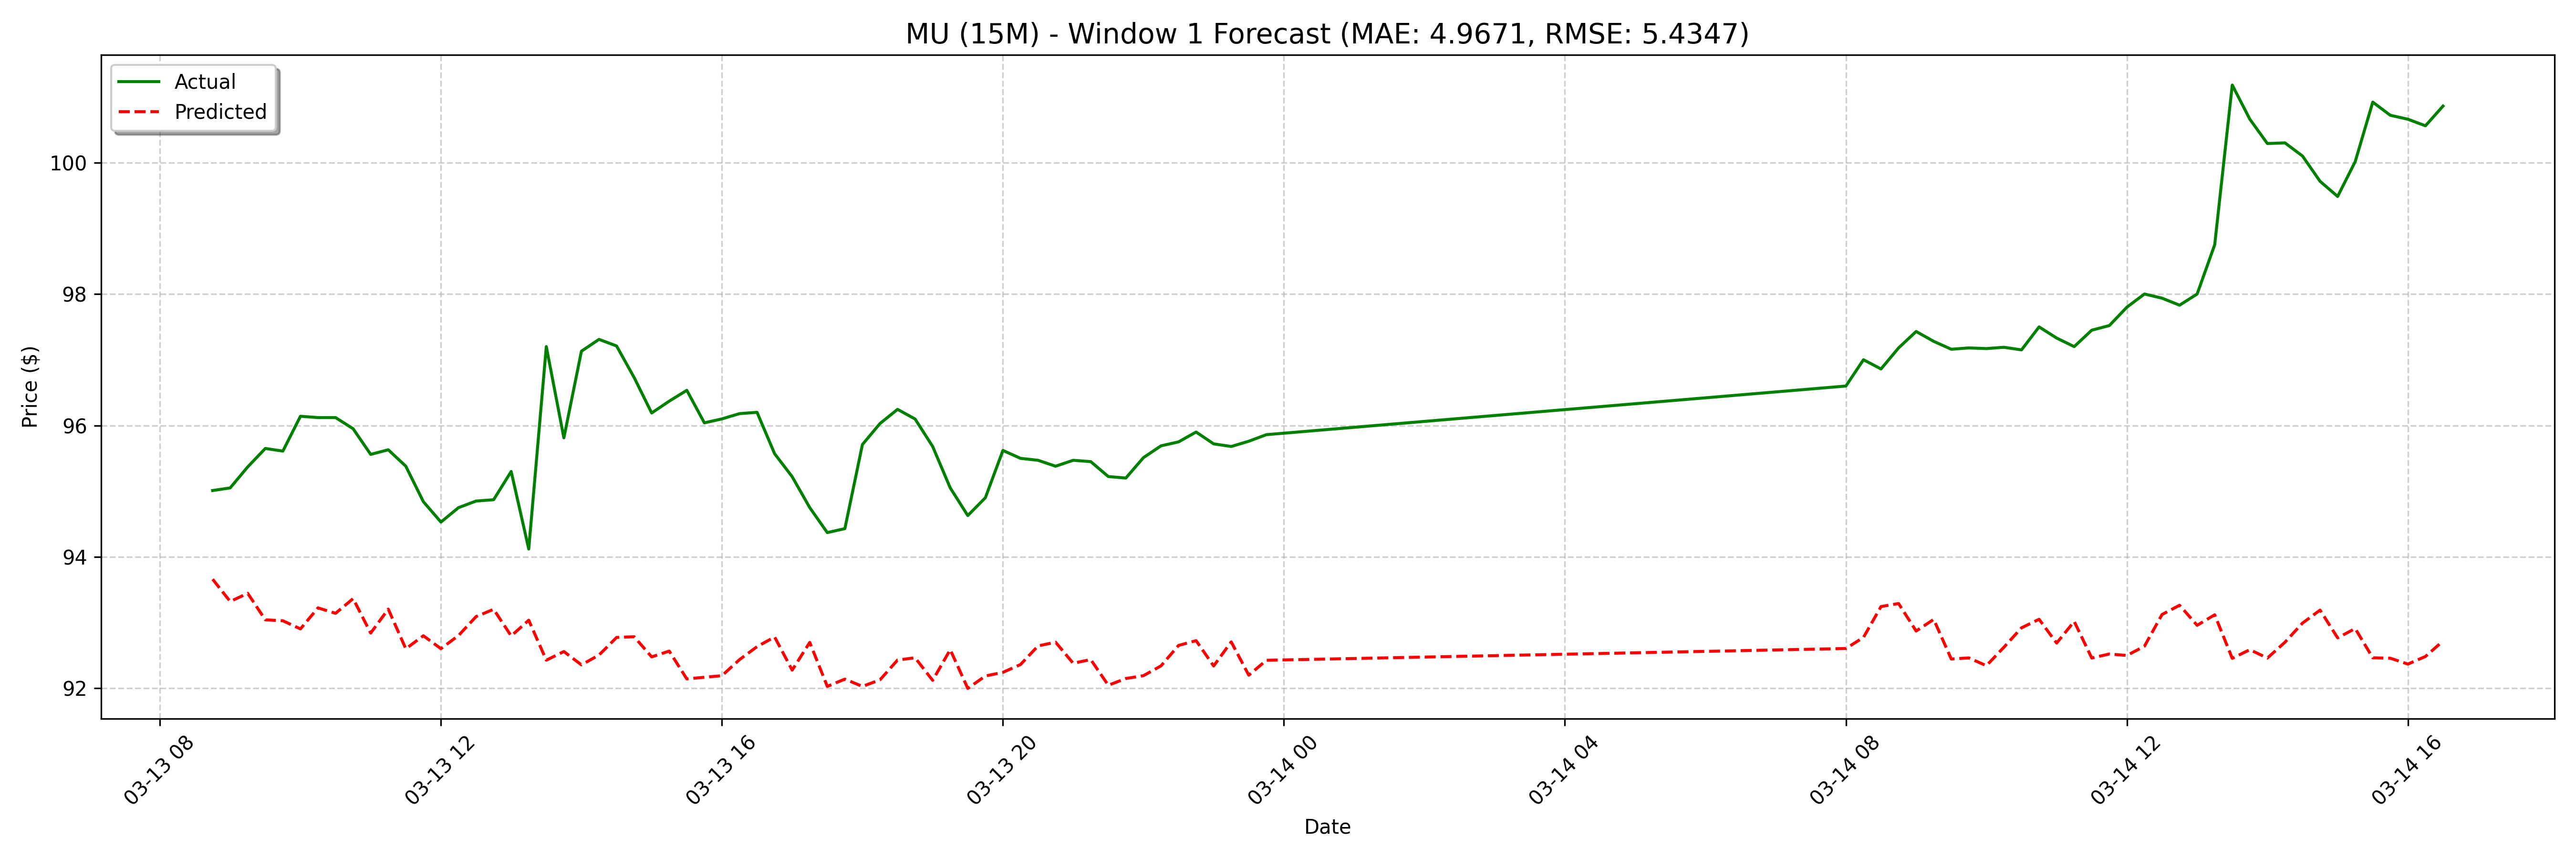 MU (15M) - Window 1 Forecast (MAE: 4.9671, RMSE: 5.4347)
Actual
Predicted
Price ($)
100
98
96
94
92
03-13 08
03-13 12
03-13 16
03-13 20
03-14 00
03-14 04
03-14 08
03-14 12
03-14 16
Date